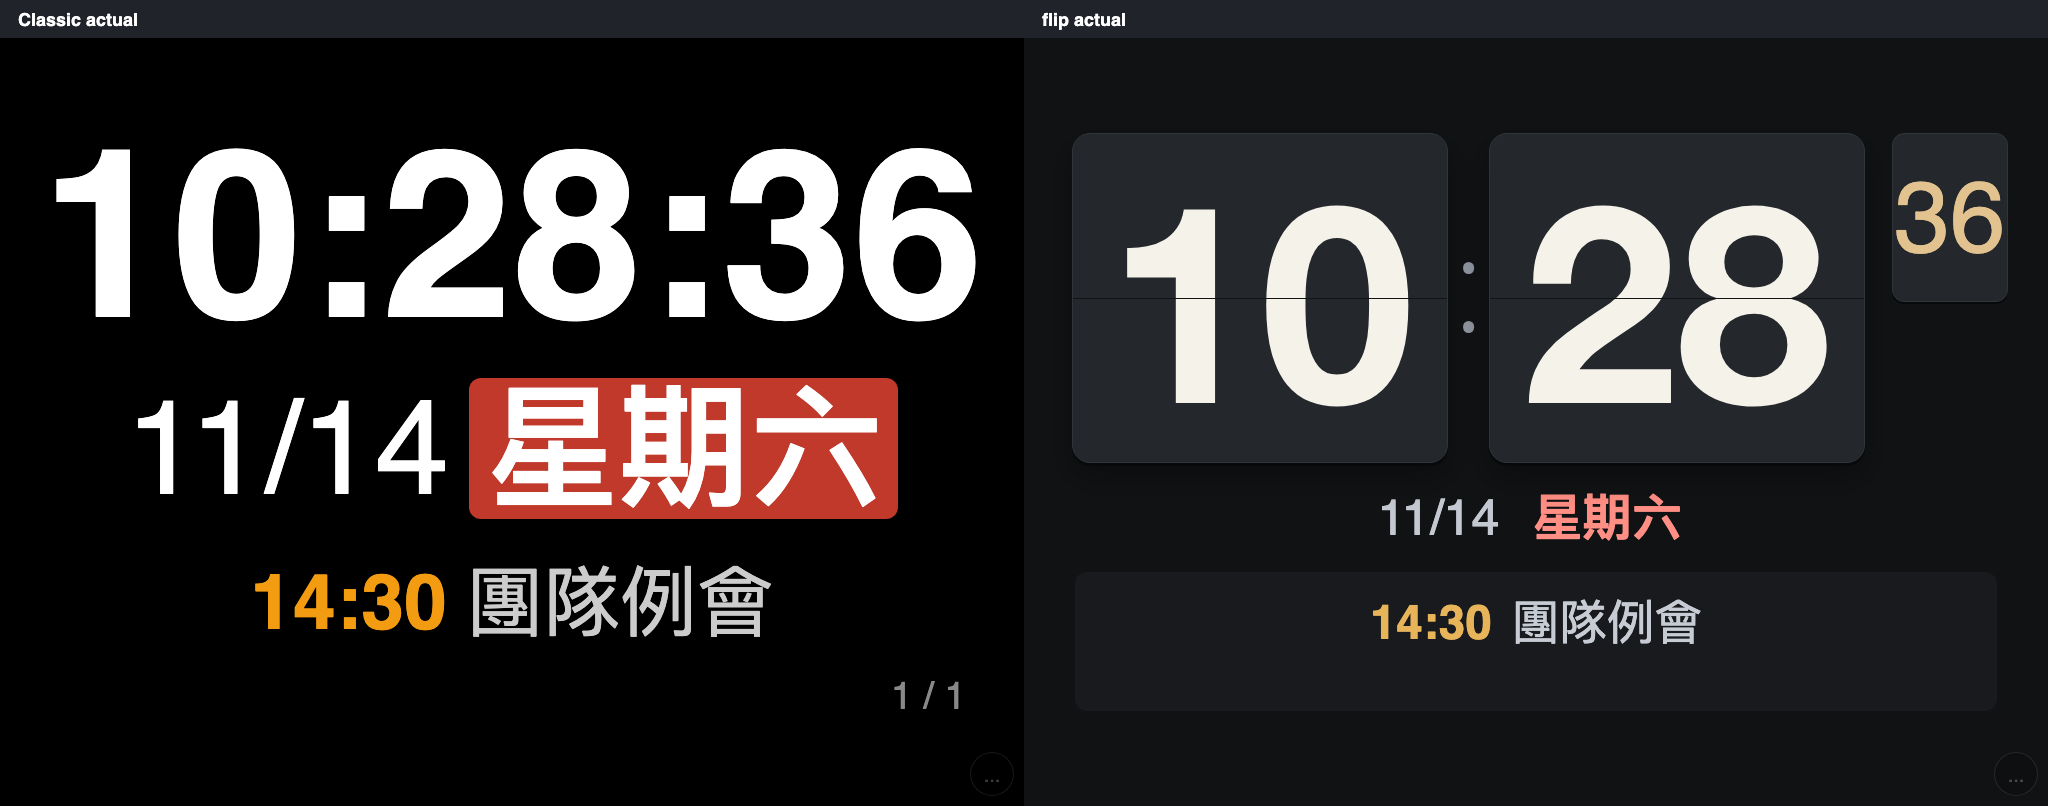 Classic actual
10:28:36
11/14 星期六
14:30 團隊例會
1 / 1
...
flip actual
10:28 36
11/14 星期六
14:30 團隊例會
...